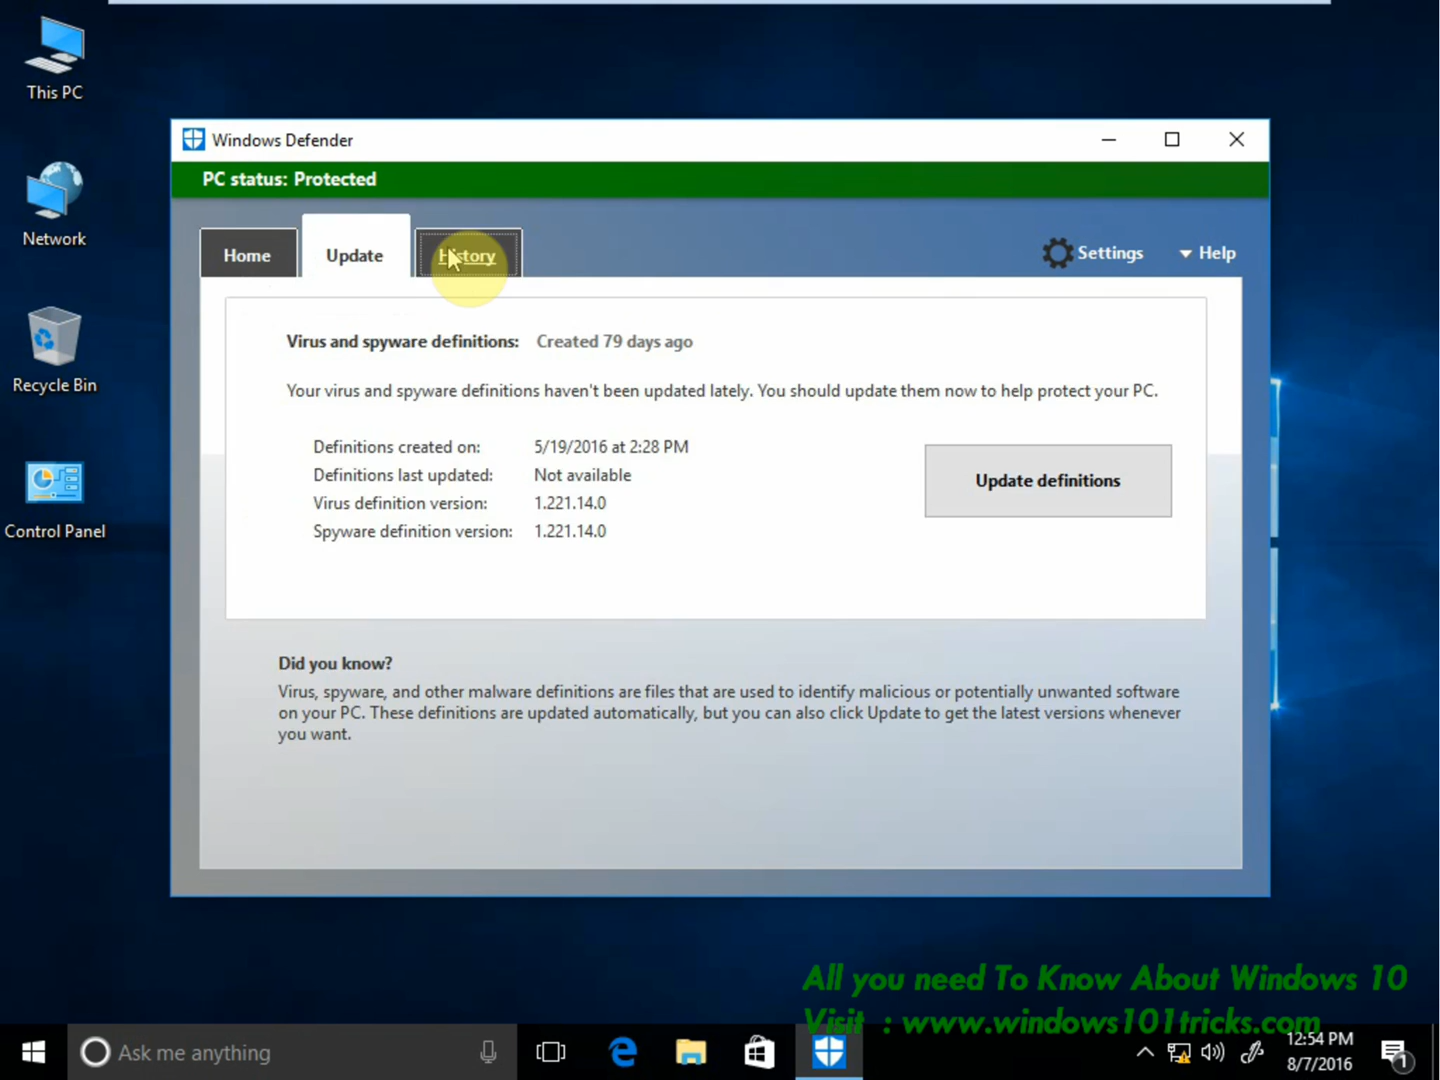 This PC
Network
Recycle Bin
Control Panel
Windows Defender
PC status: Protected
Home
Update
History
Settings
Help
Virus and spyware definitions: Created 79 days ago
Your virus and spyware definitions haven't been updated lately. You should update them now to help protect your PC.
Definitions created on: 5/19/2016 at 2:28 PM
Definitions last updated: Not available
Virus definition version: 1.221.14.0
Spyware definition version: 1.221.14.0
Update definitions
Did you know?
Virus, spyware, and other malware definitions are files that are used to identify malicious or potentially unwanted software
on your PC. These definitions are updated automatically, but you can also click Update to get the latest versions whenever
you want.
All you need To Know About Windows 10
Visit : www.windows101tricks.com
Ask me anything
12:54 PM
8/7/2016
1